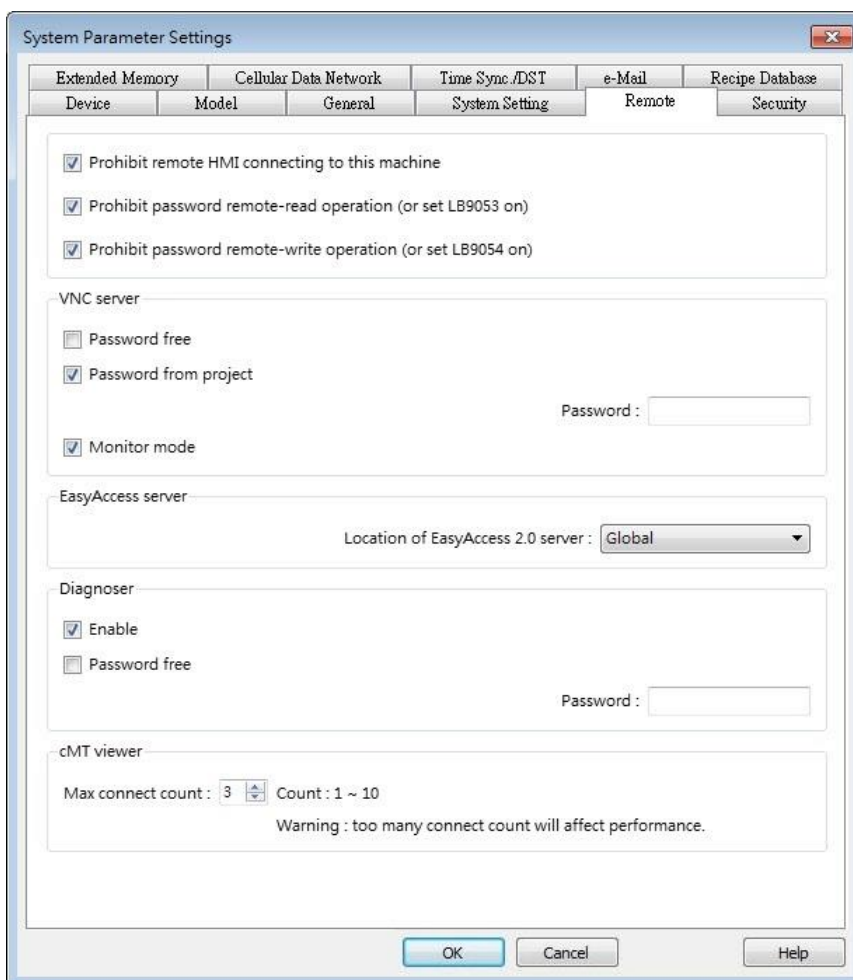 System Parameter Settings
Extended Memory Cellular Data Network Time Sync./DST e-Mail Recipe Database
Device Model General System Setting Remote Security
Prohibit remote HMI connecting to this machine
Prohibit password remote-read operation (or set LB9053 on)
Prohibit password remote-write operation (or set LB9054 on)
VNC server
Password free
Password from project
Password :
Monitor mode
EasyAccess server
Location of EasyAccess 2.0 server : Global
Diagnoser
Enable
Password free
Password :
cMT viewer
Max connect count : 3 Count : 1 ~ 10
Warning : too many connect count will affect performance.
OK Cancel Help